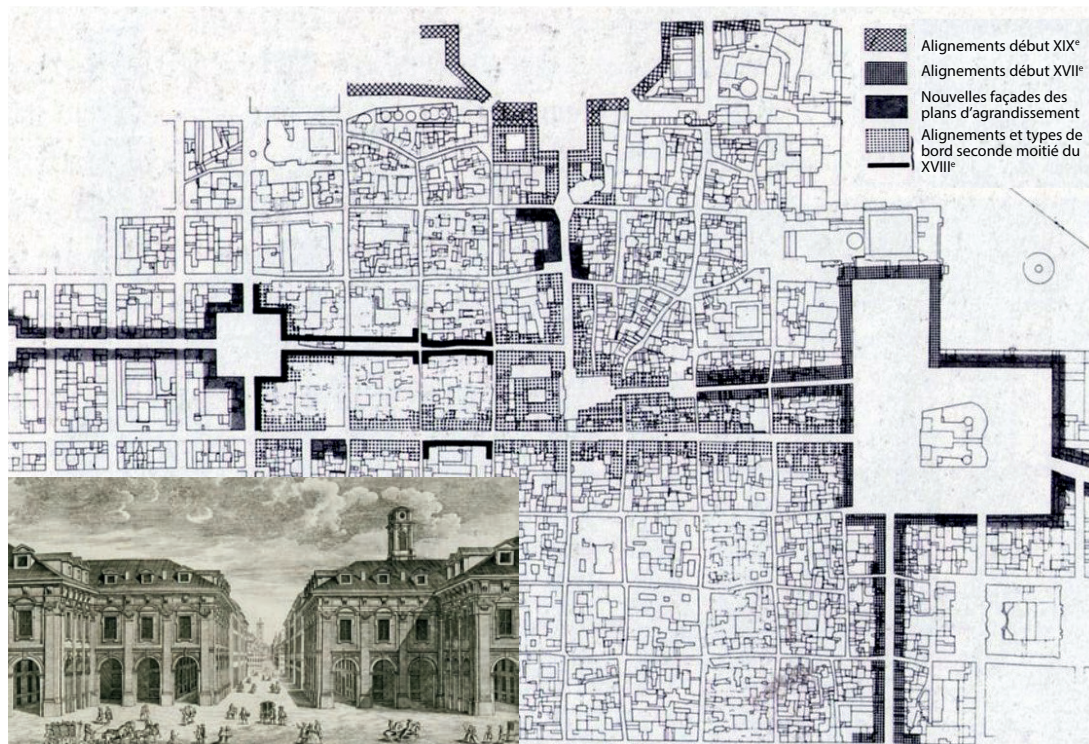 Alignements début XIXᵉ
Alignements début XVIIᵉ
Nouvelles façades des
plans d'agrandissement
Alignements et types de
bord seconde moitié du
XVIIIᵉ